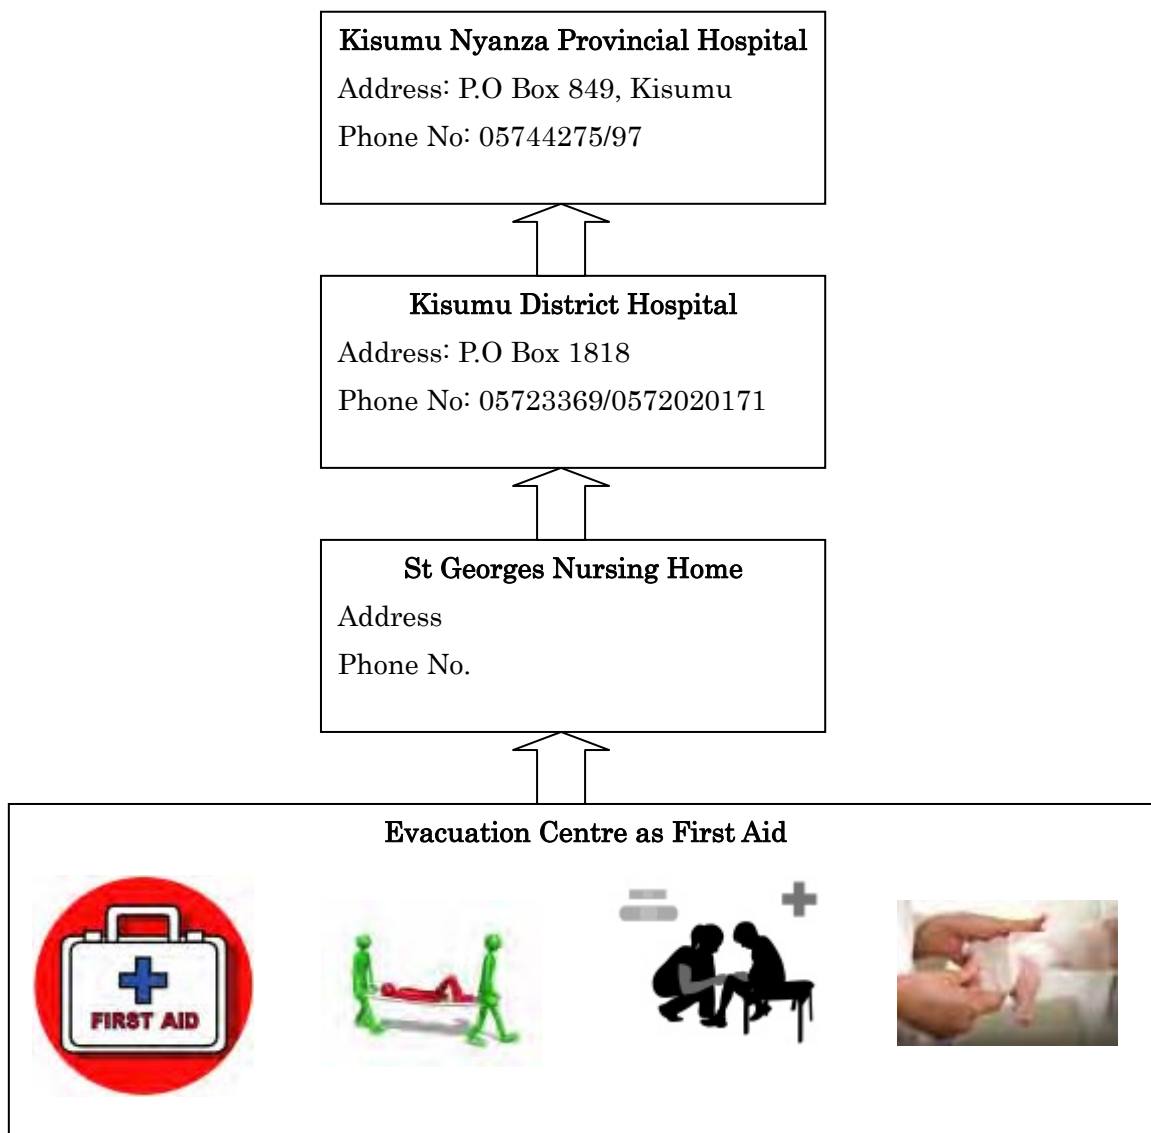 Kisumu Nyanza Provincial Hospital
Address: P.O Box 849, Kisumu
Phone No: 05744275/97
Kisumu District Hospital
Address: P.O Box 1818
Phone No: 05723369/0572020171
St Georges Nursing Home
Address
Phone No.
Evacuation Centre as First Aid
FIRST AID